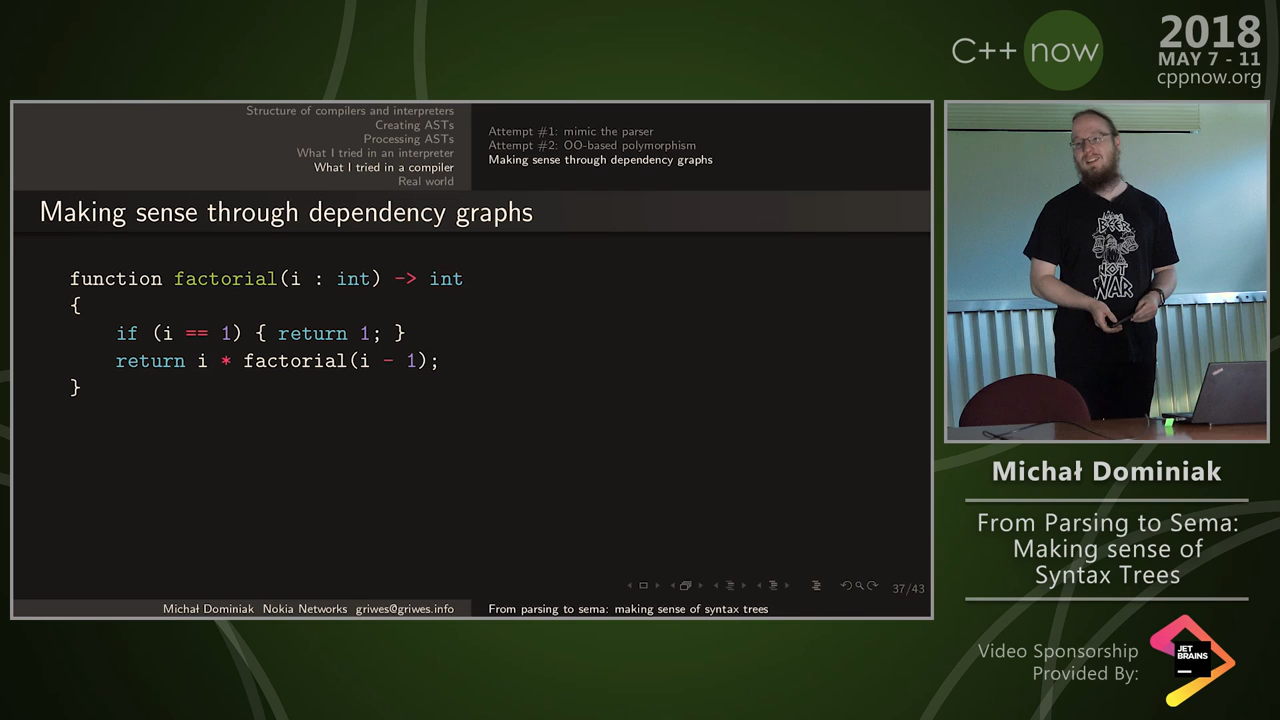 C++ now
2018
MAY 7 - 11
cppnow.org
Structure of compilers and interpreters
Creating ASTs
Processing ASTs
What I tried in an interpreter
What I tried in a compiler
Real world
Attempt #1: mimic the parser
Attempt #2: OO-based polymorphism
Making sense through dependency graphs
Making sense through dependency graphs
function factorial(i : int) -> int
{
if (i == 1) { return 1; }
return i * factorial(i - 1);
}
37/43
Michał Dominiak Nokia Networks griwes@griwes.info
From parsing to sema: making sense of syntax trees
MAKE
BEER
NOT
WAR
Michał Dominiak
From Parsing to Sema:
Making sense of
Syntax Trees
Video Sponsorship
Provided By:
JET
BRAINS